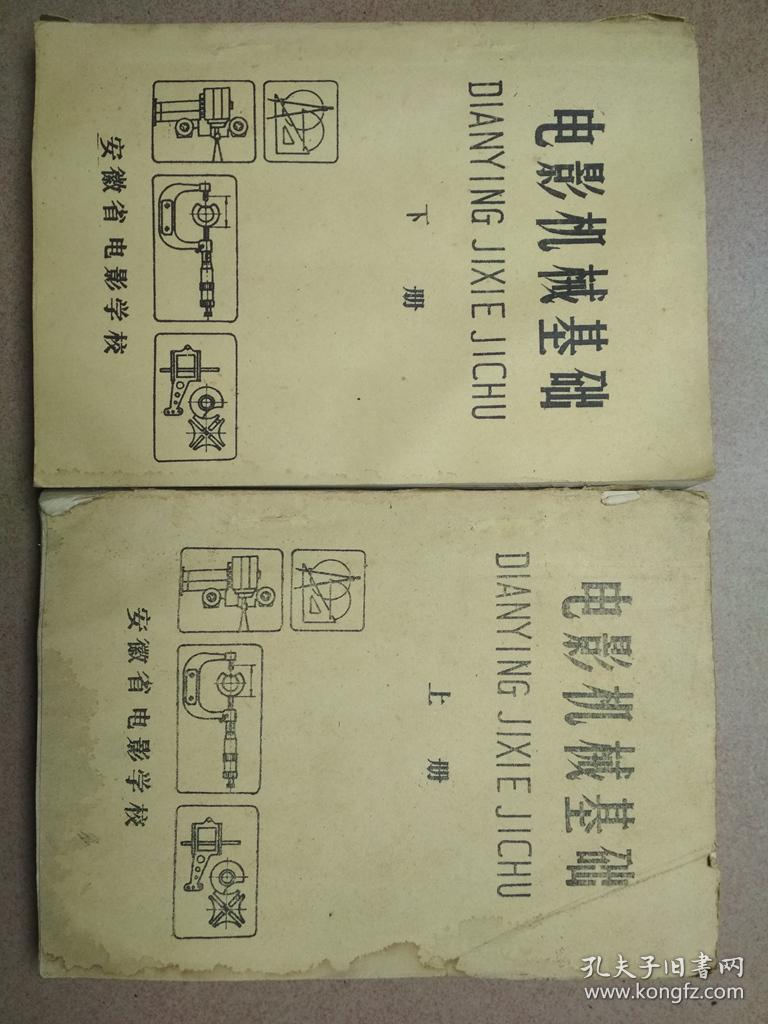 电影机械基础
DIANYING JIXIE JICHU
下册
安徽省电影学校
电影机械基础
DIANYING JIXIE JICHU
上册
安徽省电影学校
孔夫子旧书网
www.kongfz.com